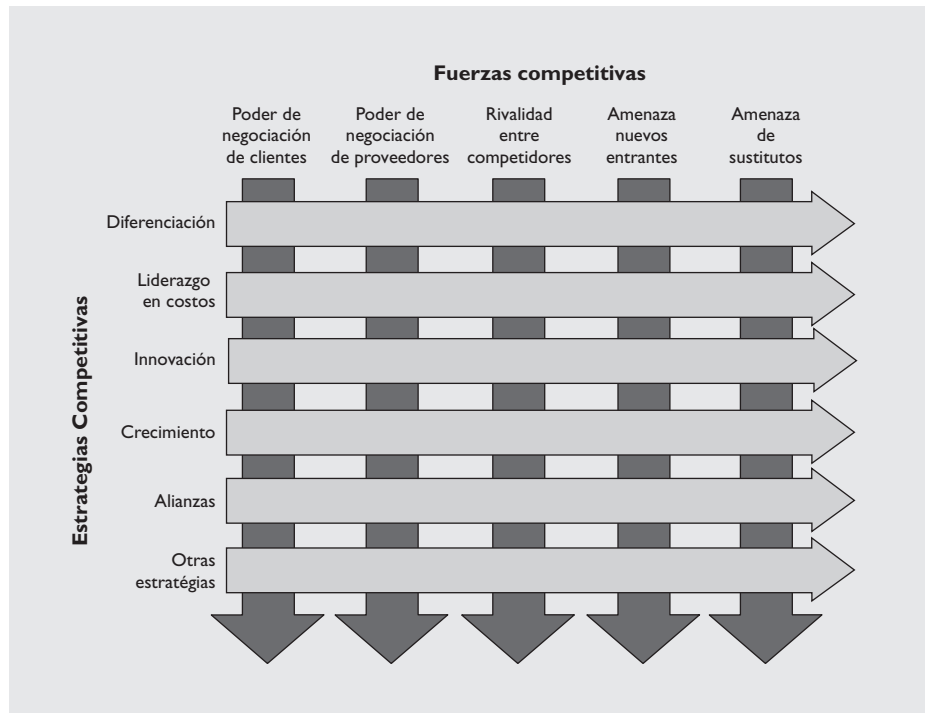 Fuerzas competitivas
Poder de
negociación
de clientes
Poder de
negociación
de proveedores
Rivalidad
entre
competidores
Amenaza
nuevos
entrantes
Amenaza
de
sustitutos
Estrategias Competitivas
Diferenciación
Liderazgo
en costos
Innovación
Crecimiento
Alianzas
Otras
estratégias